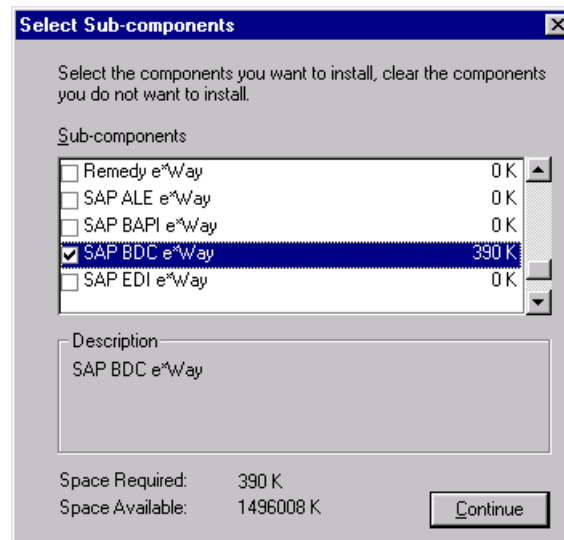 Select Sub-components
Select the components you want to install, clear the components
you do not want to install.
Sub-components
Remedy e*Way 0 K
SAP ALE e*Way 0 K
SAP BAPI e*Way 0 K
SAP BDC e*Way 390 K
SAP EDI e*Way 0 K
Description
SAP BDC e*Way
Space Required: 390 K
Space Available: 1496008 K
Continue